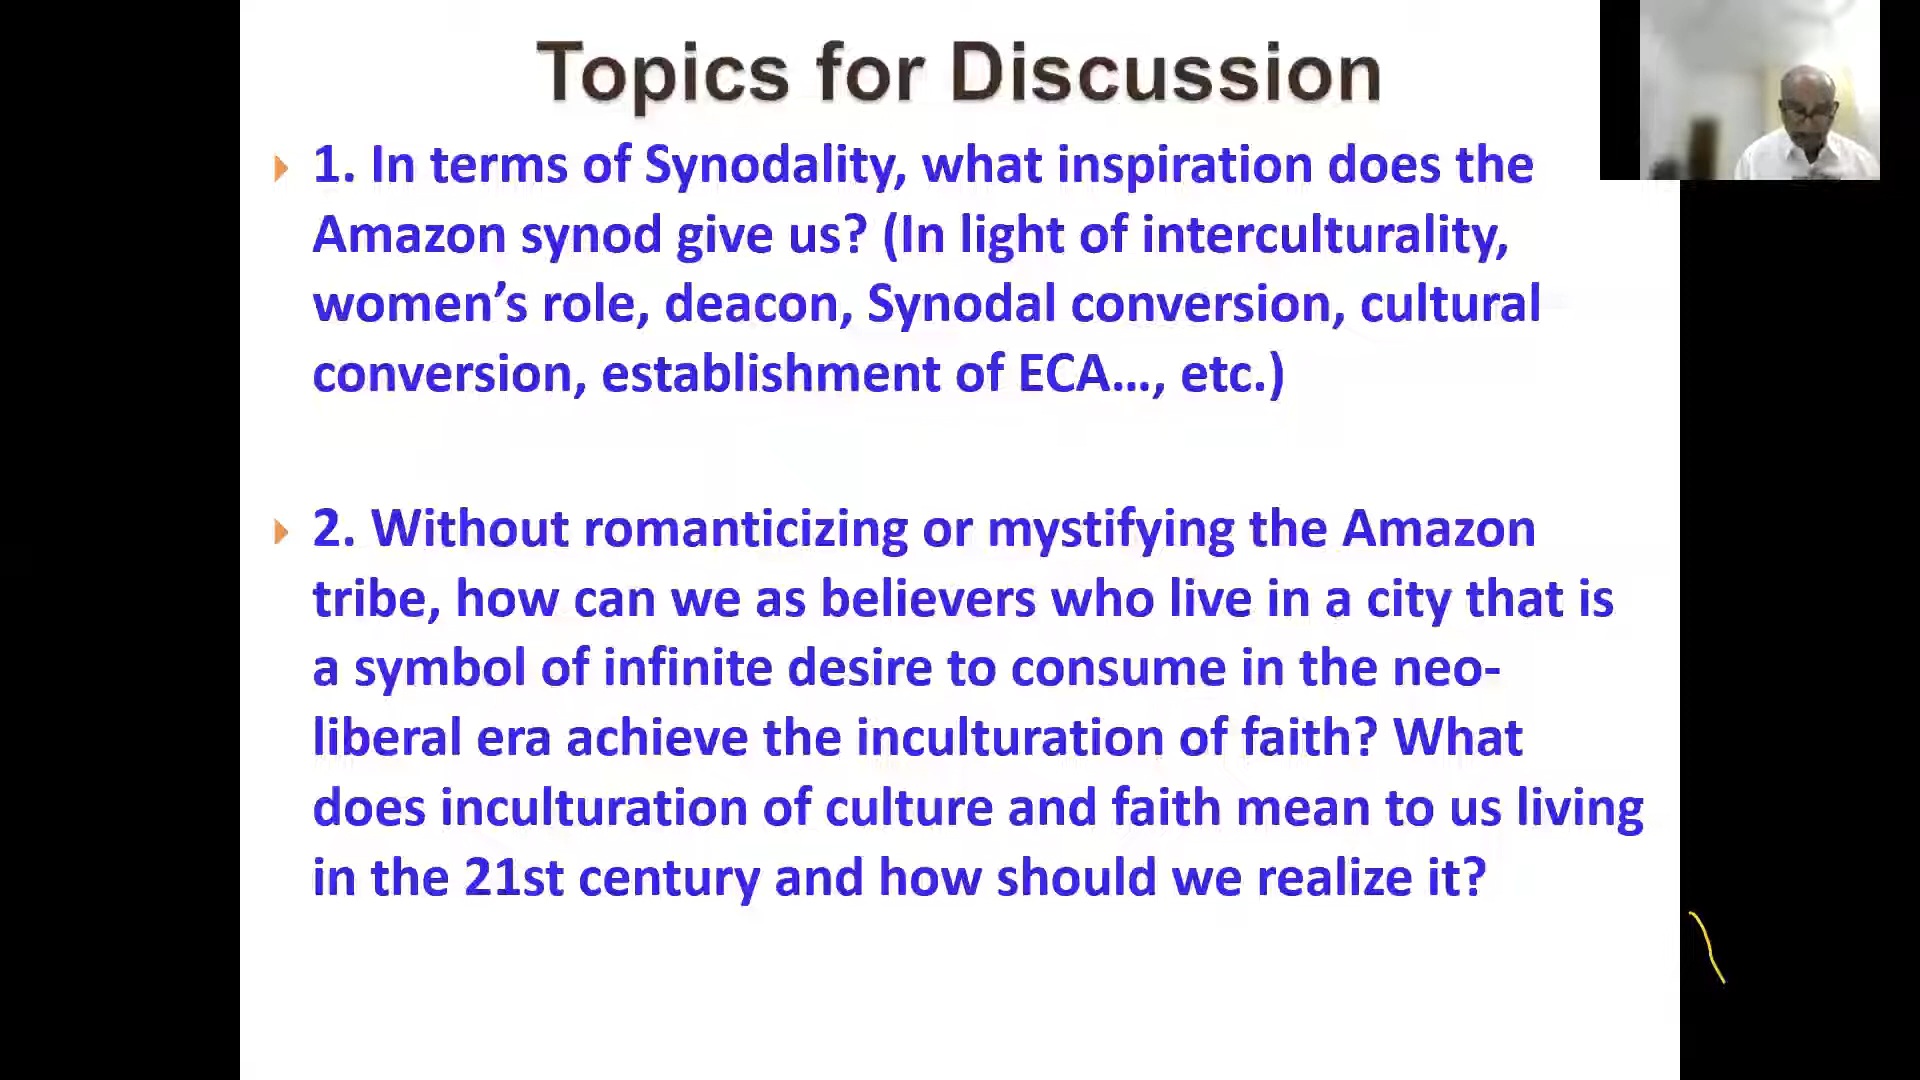 Topics for Discussion
1. In terms of Synodality, what inspiration does the
Amazon synod give us? (In light of interculturality,
women’s role, deacon, Synodal conversion, cultural
conversion, establishment of ECA…, etc.)
2. Without romanticizing or mystifying the Amazon
tribe, how can we as believers who live in a city that is
a symbol of infinite desire to consume in the neo-
liberal era achieve the inculturation of faith? What
does inculturation of culture and faith mean to us living
in the 21st century and how should we realize it?